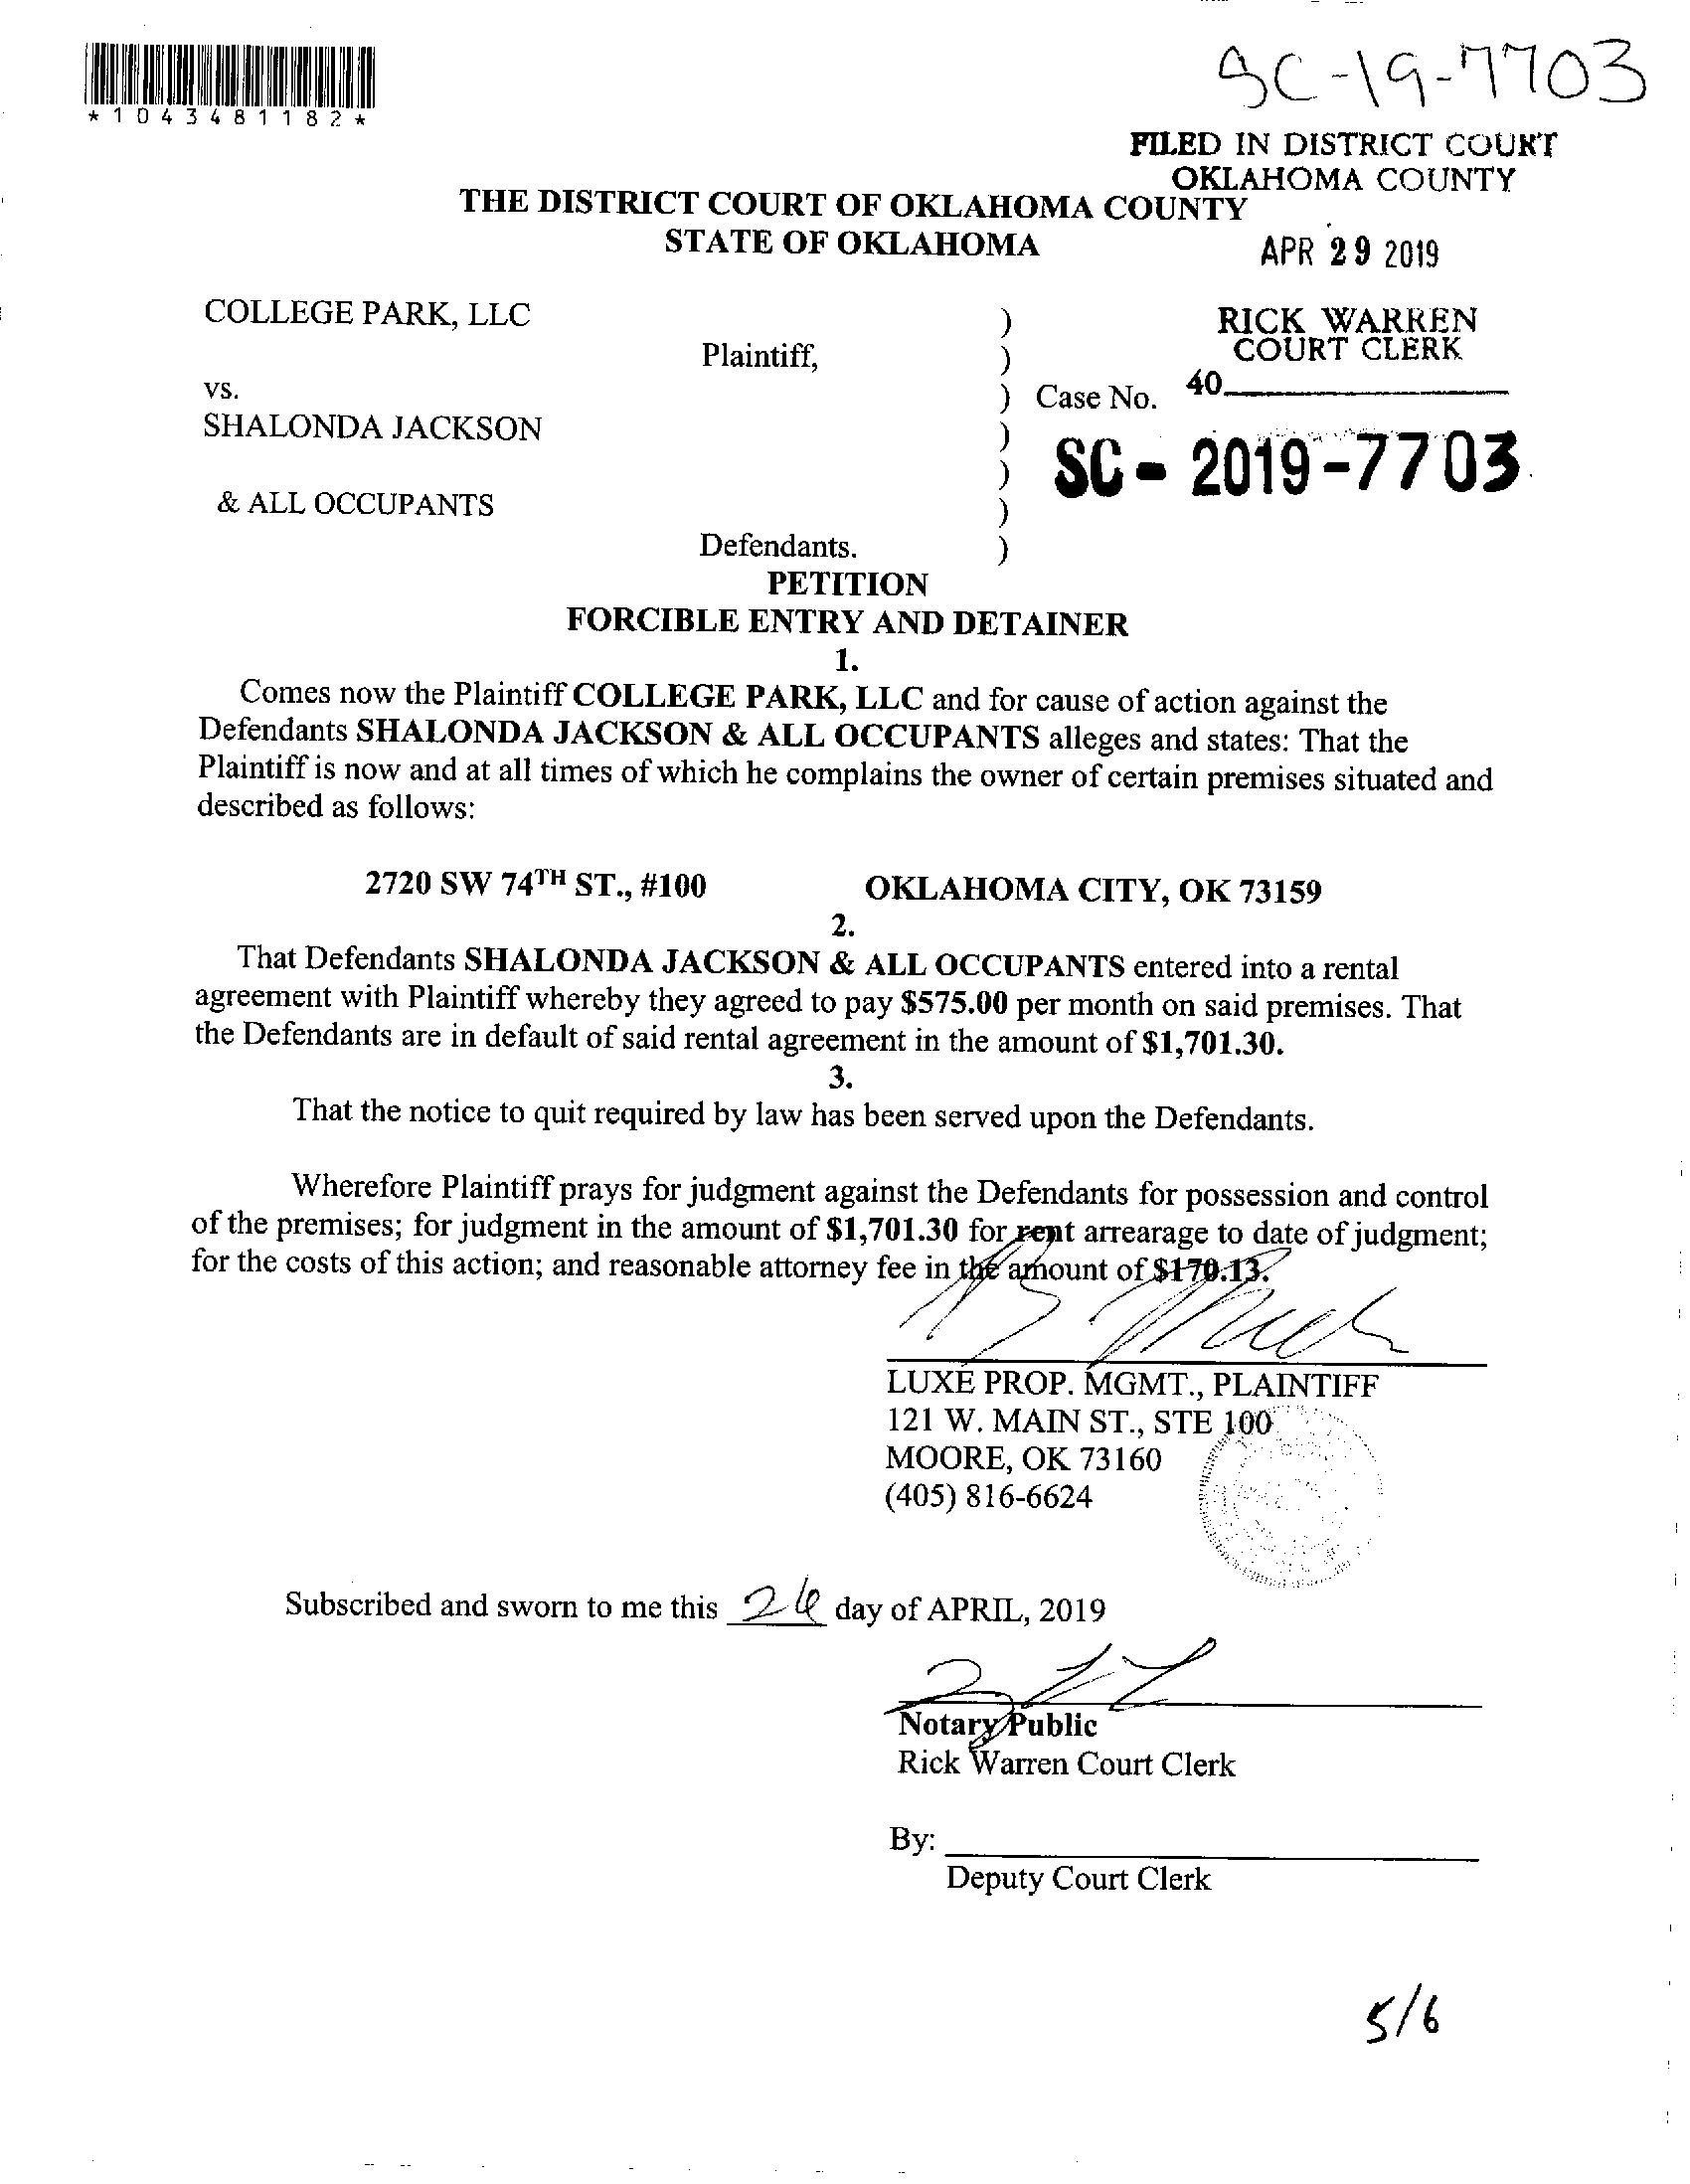 SC-19-7703
*1043481182*
FILED IN DISTRICT COURT
OKLAHOMA COUNTY
THE DISTRICT COURT OF OKLAHOMA COUNTY
STATE OF OKLAHOMA
APR 29 2019
COLLEGE PARK, LLC )
RICK WARREN
Plaintiff, )
COURT CLERK
vs. ) Case No. 40
SHALONDA JACKSON )
) SC - 2019-7703
& ALL OCCUPANTS )
Defendants. )
PETITION
FORCIBLE ENTRY AND DETAINER
1.
Comes now the Plaintiff COLLEGE PARK, LLC and for cause of action against the
Defendants SHALONDA JACKSON & ALL OCCUPANTS alleges and states: That the
Plaintiff is now and at all times of which he complains the owner of certain premises situated and
described as follows:
2720 SW 74TH ST., #100 OKLAHOMA CITY, OK 73159
2.
That Defendants SHALONDA JACKSON & ALL OCCUPANTS entered into a rental
agreement with Plaintiff whereby they agreed to pay $575.00 per month on said premises. That
the Defendants are in default of said rental agreement in the amount of $1,701.30.
3.
That the notice to quit required by law has been served upon the Defendants.
Wherefore Plaintiff prays for judgment against the Defendants for possession and control
of the premises; for judgment in the amount of $1,701.30 for rent arrearage to date of judgment;
for the costs of this action; and reasonable attorney fee in the amount of $170.13.
LUXE PROP. MGMT., PLAINTIFF
121 W. MAIN ST., STE 100
MOORE, OK 73160
(405) 816-6624
Subscribed and sworn to me this 26 day of APRIL, 2019
Notary Public
Rick Warren Court Clerk
By:
Deputy Court Clerk
5/6